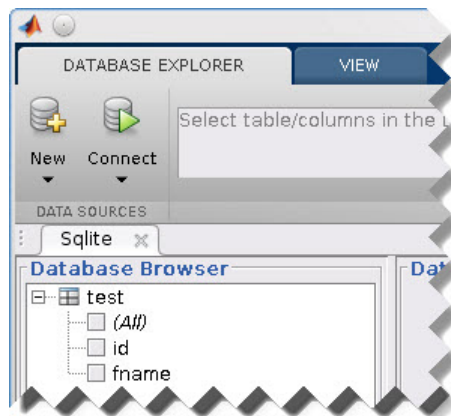 DATABASE EXPLORER VIEW
Select table/columns in the
New Connect
DATA SOURCES
Sqlite
Database Browser
test
(All)
id
fname